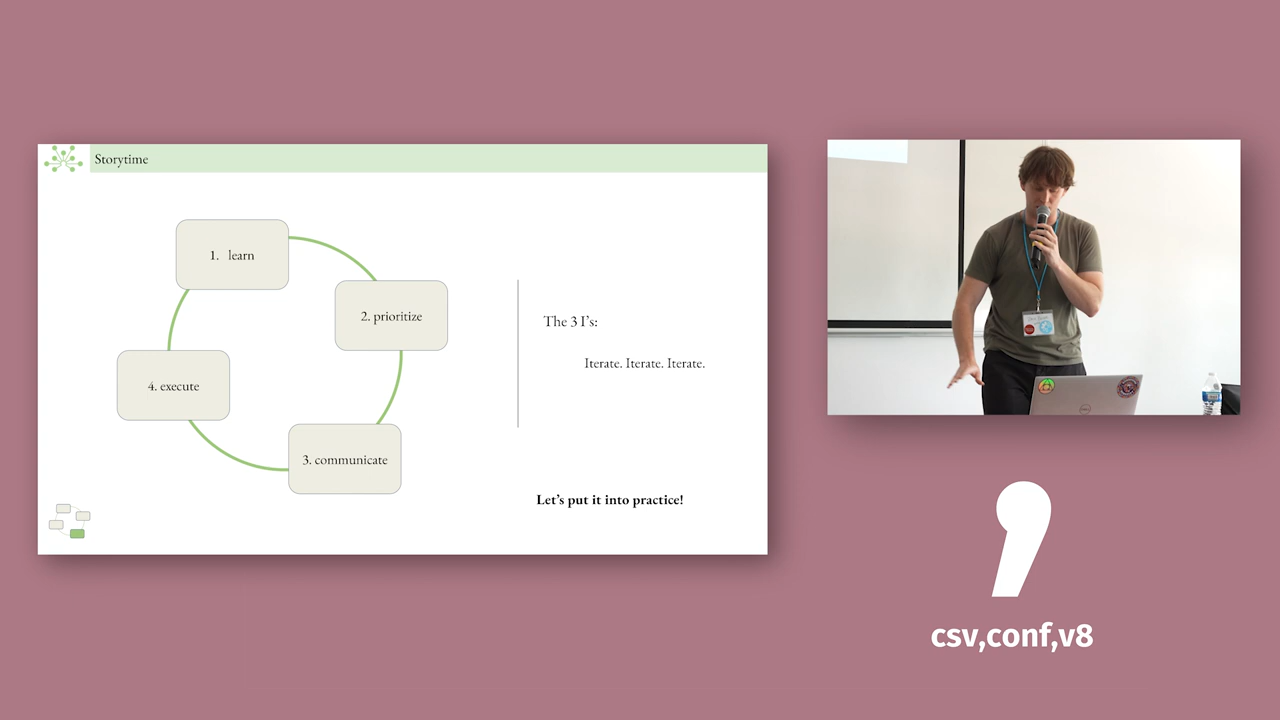 Storytime
1. learn
2. prioritize
3. communicate
4. execute
The 3 I's:
Iterate. Iterate. Iterate.
Let's put it into practice!
DELL
csv,conf,v8